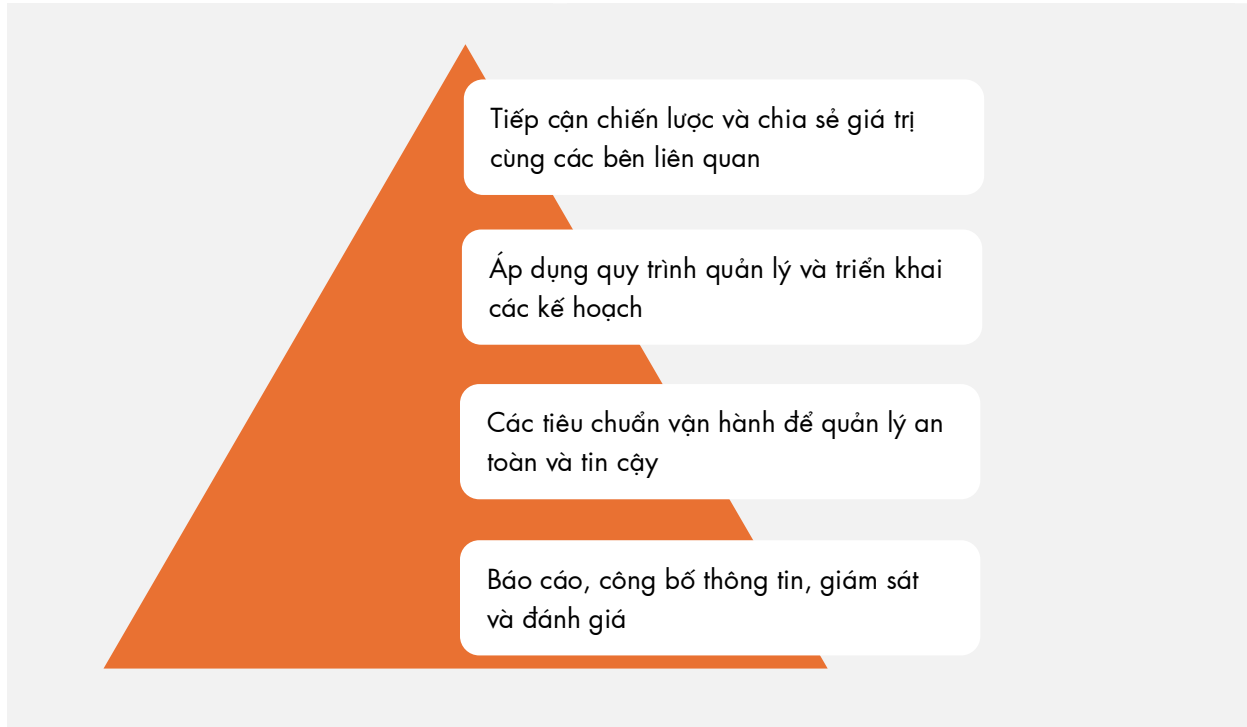 Tiếp cận chiến lược và chia sẻ giá trị
cùng các bên liên quan
Áp dụng quy trình quản lý và triển khai
các kế hoạch
Các tiêu chuẩn vận hành để quản lý an
toàn và tin cậy
Báo cáo, công bố thông tin, giám sát
và đánh giá